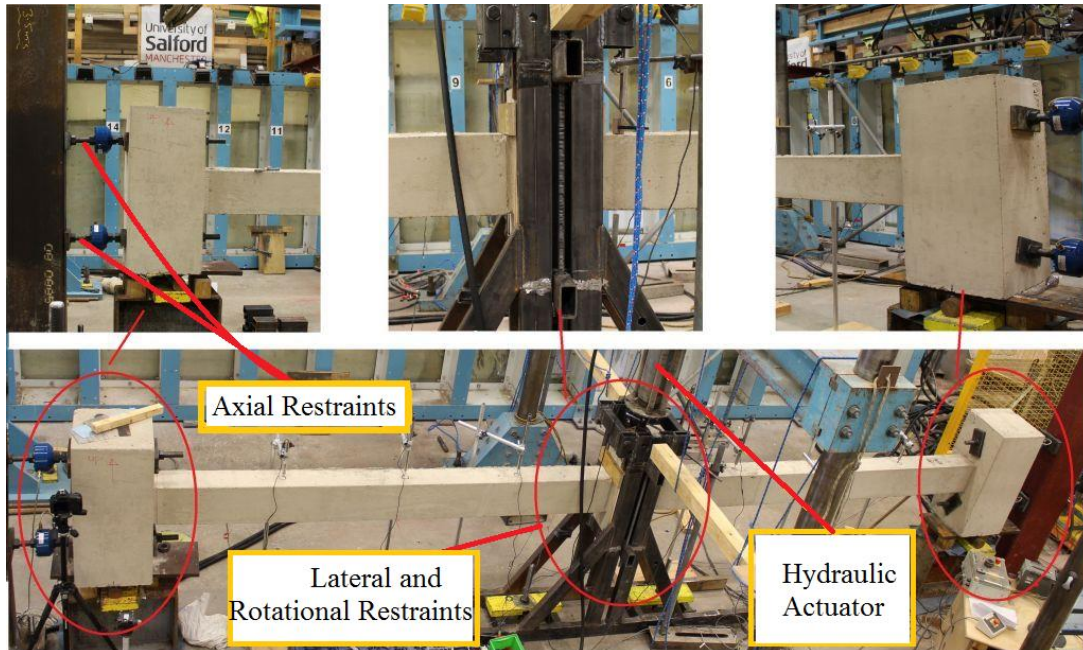 University of
Salford
MANCHESTER
14
12
11
9
6
Axial Restraints
Lateral and
Rotational Restraints
Hydraulic
Actuator